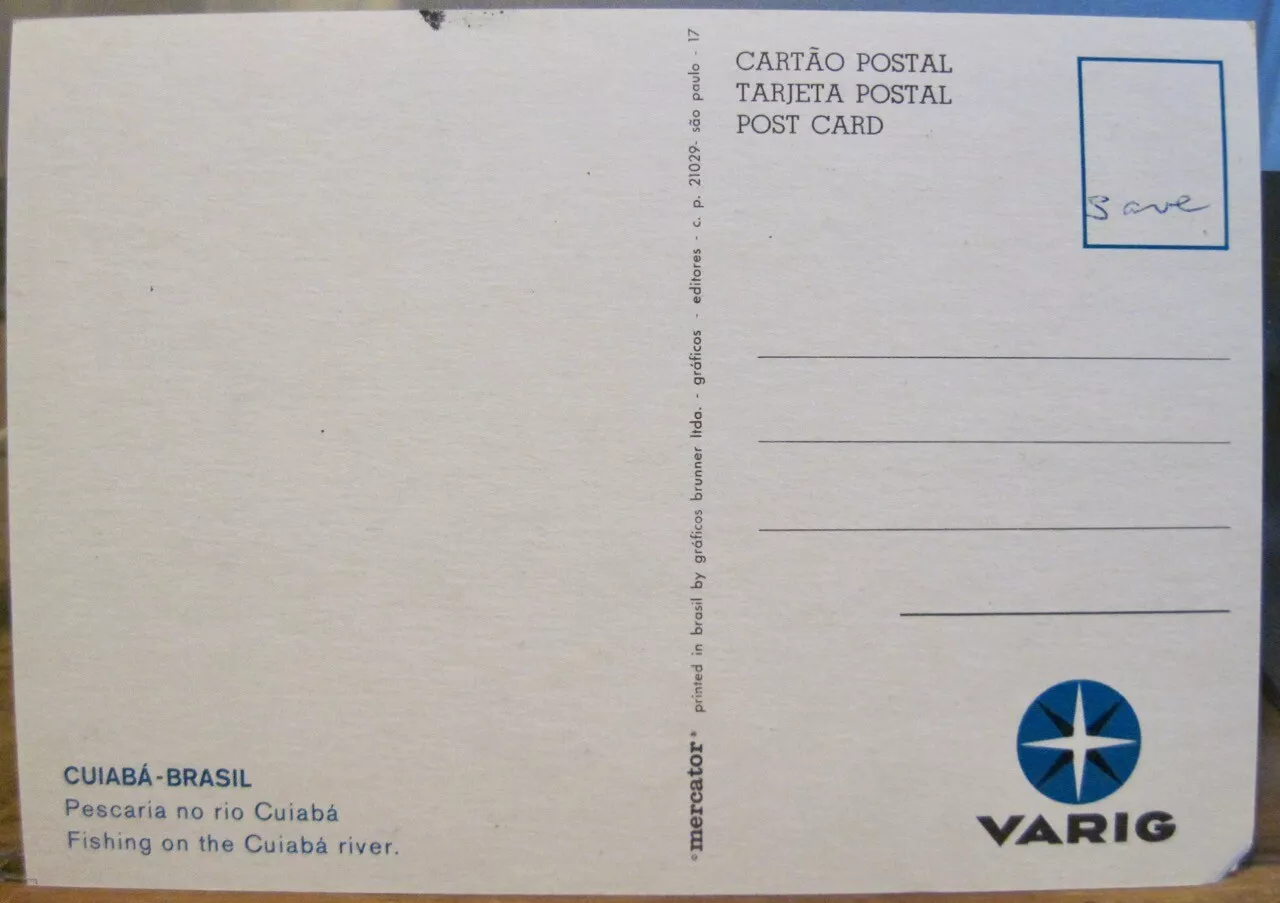 CARTÃO POSTAL
TARJETA POSTAL
POST CARD
save
printed in brasil by gráficos brunner ltda. - gráficos - editores - c. p. 21029- são paulo - 17
*mercator*
CUIABÁ-BRASIL
Pescaria no rio Cuiabá
Fishing on the Cuiabá river.
VARIG